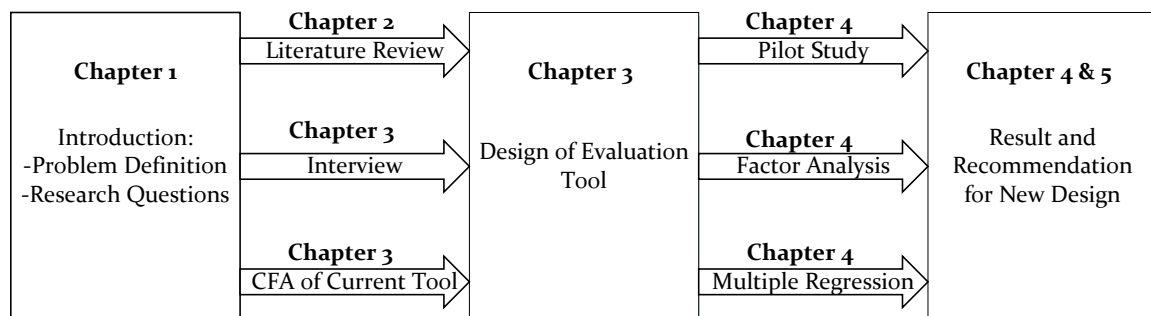 Chapter 1
Introduction:
-Problem Definition
-Research Questions
Chapter 2
Literature Review
Chapter 3
Interview
Chapter 3
CFA of Current Tool
Chapter 3
Design of Evaluation
Tool
Chapter 4
Pilot Study
Chapter 4
Factor Analysis
Chapter 4
Multiple Regression
Chapter 4 & 5
Result and
Recommendation
for New Design